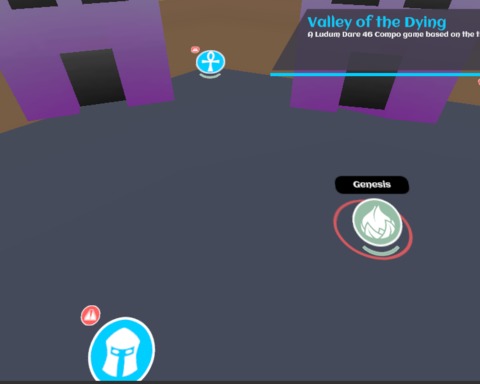 Valley of the Dying
A Ludum Dare 46 Compo game based on the
Genesis